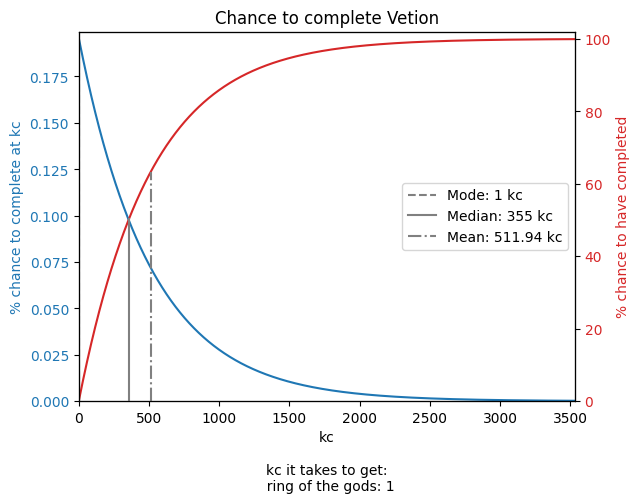 Chance to complete Vetion
% chance to complete at kc
0.175
0.150
0.125
0.100
0.075
0.050
0.025
0.000
100
80
60
40
20
0
% chance to have completed
Mode: 1 kc
Median: 355 kc
Mean: 511.94 kc
0 500 1000 1500 2000 2500 3000 3500
kc
kc it takes to get:
ring of the gods: 1